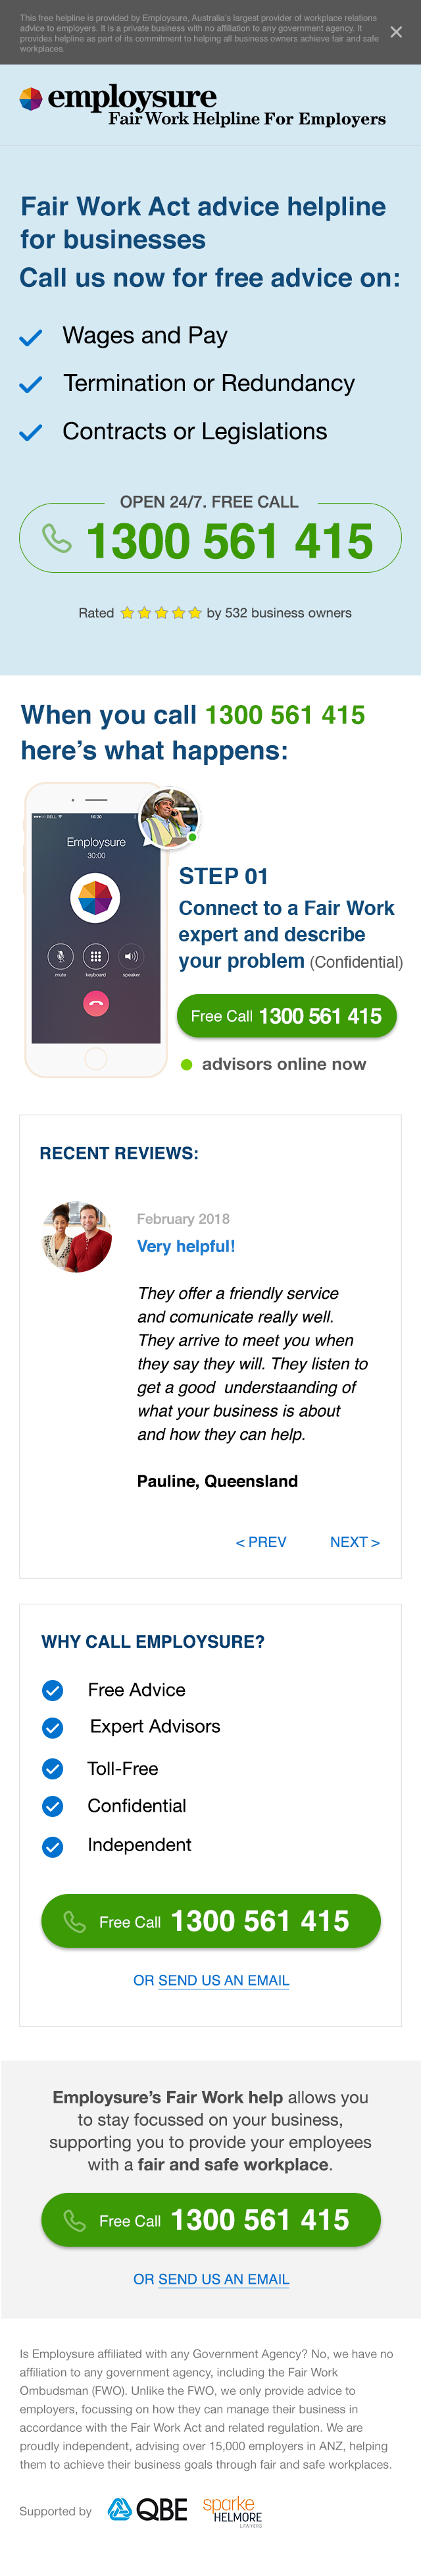 This free helpline is provided by Employsure, Australia's largest provider of workplace relations
advice to employers. It is a private business with no affiliation to any government agency. It
provides helpline as part of its commitment to helping all business owners achieve fair and safe
workplaces.
employsure
Fair Work Helpline For Employers
Fair Work Act advice helpline
for businesses
Call us now for free advice on:
Wages and Pay
Termination or Redundancy
Contracts or Legislations
OPEN 24/7. FREE CALL
1300 561 415
Rated
by 532 business owners
When you call 1300 561 415
here's what happens:
BELL
16:30
Employsure
30:00
mute
keyboard
speaker
STEP 01
Connect to a Fair Work
expert and describe
your problem (Confidential)
Free Call 1300 561 415
advisors online now
RECENT REVIEWS:
February 2018
Very helpful!
They offer a friendly service
and comunicate really well.
They arrive to meet you when
they say they will. They listen to
get a good understaanding of
what your business is about
and how they can help.
Pauline, Queensland
< PREV
NEXT >
WHY CALL EMPLOYSURE?
Free Advice
Expert Advisors
Toll-Free
Confidential
Independent
Free Call 1300 561 415
OR SEND US AN EMAIL
Employsure's Fair Work help allows you
to stay focussed on your business,
supporting you to provide your employees
with a fair and safe workplace.
Free Call 1300 561 415
OR SEND US AN EMAIL
Is Employsure affiliated with any Government Agency? No, we have no
affiliation to any government agency, including the Fair Work
Ombudsman (FWO). Unlike the FWO, we only provide advice to
employers, focussing on how they can manage their business in
accordance with the Fair Work Act and related regulation. We are
proudly independent, advising over 15,000 employers in ANZ, helping
them to achieve their business goals through fair and safe workplaces.
Supported by
QBE
sparke
HELMORE
LAWYERS